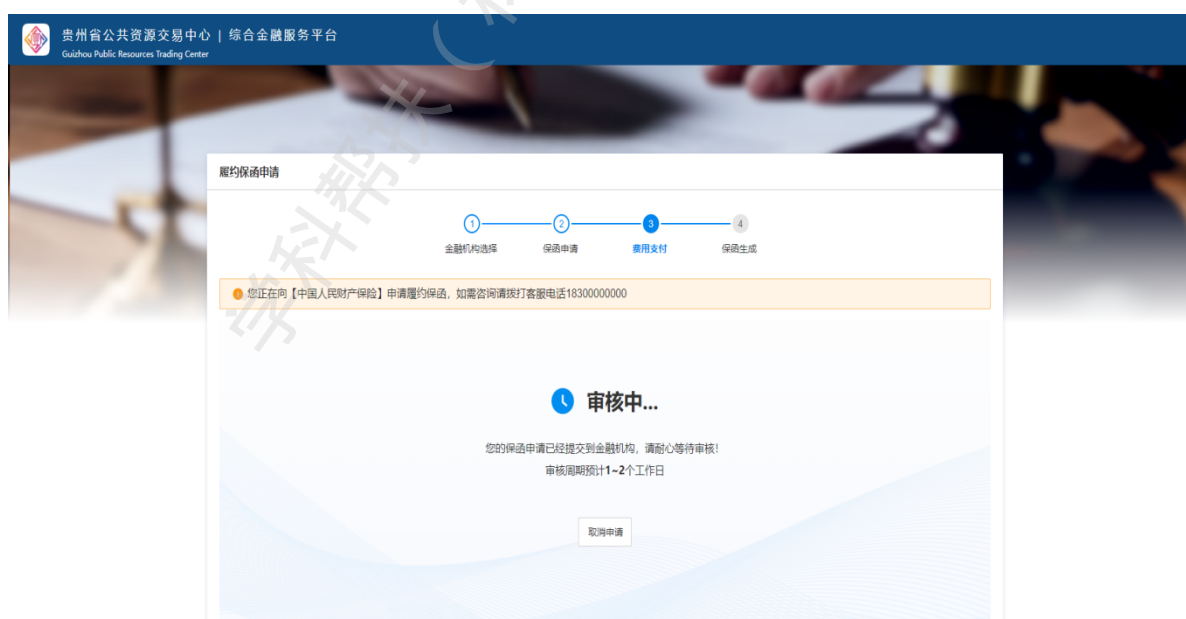 贵州省公共资源交易中心 | 综合金融服务平台
Guizhou Public Resources Trading Center
履约保函申请
1 2 3 4
金融机构选择 保函申请 费用支付 保函生成
您正在向【中国人民财产保险】申请履约保函，如需咨询请拨打客服电话18300000000
审核中...
您的保函申请已经提交到金融机构，请耐心等待审核！
审核周期预计1~2个工作日
取消申请